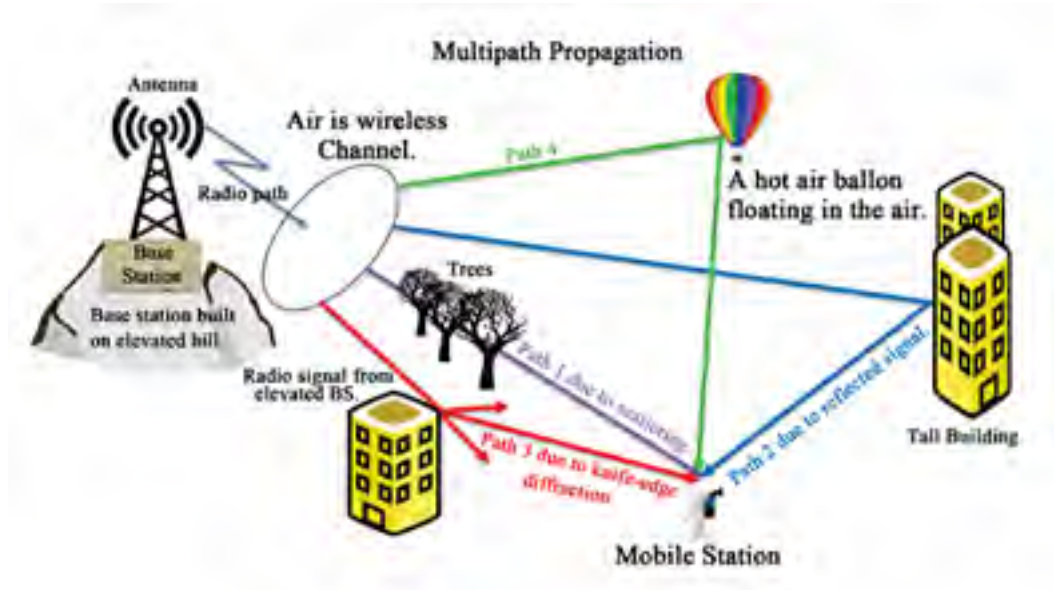 Multipath Propagation
Antenna
Air is wireless
Channel.
Radio path
Path 4
A hot air ballon
floating in the air.
Base
Station
Base station built
on elevated hill
Trees
Radio signal from
elevated BS.
Path 1 due to scattering
Path 2 due to reflected signal.
Path 3 due to knife-edge
diffraction
Tall Building
Mobile Station